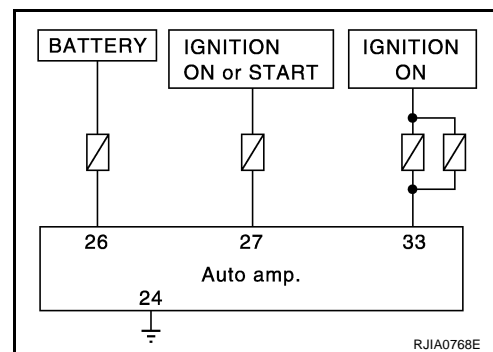 BATTERY
IGNITION
ON or START
IGNITION
ON
26 27 33
Auto amp.
24
RJIA0768E